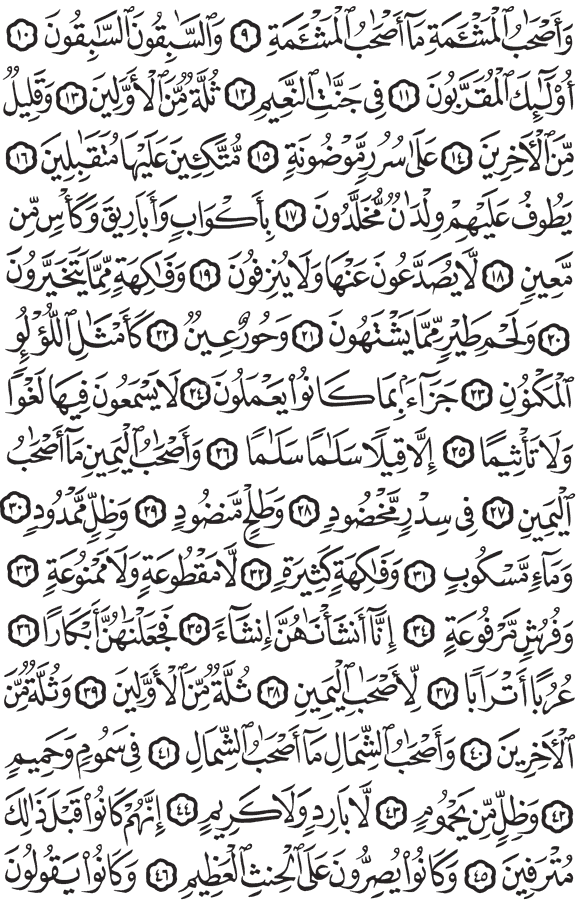 وَأَصْحَٰبُ ٱلْمَشْـَٔمَةِ مَآ أَصْحَٰبُ ٱلْمَشْـَٔمَةِ ٩ وَٱلسَّٰبِقُونَ ٱلسَّٰبِقُونَ ١٠
أُو۟لَٰٓئِكَ ٱلْمُقَرَّبُونَ ١١ فِى جَنَّٰتِ ٱلنَّعِيمِ ١٢ ثُلَّةٌ مِّنَ ٱلْأَوَّلِينَ ١٣ وَقَلِيلٌ
مِّنَ ٱلْءَاخِرِينَ ١٤ عَلَىٰ سُرُرٍ مَّوْضُونَةٍ ١٥ مُّتَّكِـِٔينَ عَلَيْهَا مُتَقَٰبِلِينَ ١٦
يَطُوفُ عَلَيْهِمْ وِلْدَٰنٌ مُّخَلَّدُونَ ١٧ بِأَكْوَابٍ وَأَبَارِيقَ وَكَأْسٍ مِّن
مَّعِينٍ ١٨ لَّا يُصَدَّعُونَ عَنْهَا وَلَا يُنزِفُونَ ١٩ وَفَٰكِهَةٍ مِّمَّا يَتَخَيَّرُونَ
٢٠ وَلَحْمِ طَيْرٍ مِّمَّا يَشْتَهُونَ ٢١ وَحُورٌ عِينٌ ٢٢ كَأَمْثَٰلِ ٱللُّؤْلُؤِ
ٱلْمَكْنُونِ ٢٣ جَزَآءًۢ بِمَا كَانُوا۟ يَعْمَلُونَ ٢٤ لَا يَسْمَعُونَ فِيهَا لَغْوًا
وَلَا تَأْثِيمًا ٢٥ إِلَّا قِيلًا سَلَٰمًا سَلَٰمًا ٢٦ وَأَصْحَٰبُ ٱلْيَمِينِ مَآ أَصْحَٰبُ
ٱلْيَمِينِ ٢٧ فِى سِدْرٍ مَّخْضُودٍ ٢٨ وَطَلْحٍ مَّنضُودٍ ٢٩ وَظِلٍّ مَّمْدُودٍ ٣٠
وَمَآءٍ مَّسْكُوبٍ ٣١ وَفَٰكِهَةٍ كَثِيرَةٍ ٣٢ لَّا مَقْطُوعَةٍ وَلَا مَمْنُوعَةٍ ٣٣
وَفُرُشٍ مَّرْفُوعَةٍ ٣٤ إِنَّآ أَنشَأْنَٰهُنَّ إِنشَآءً ٣٥ فَجَعَلْنَٰهُنَّ أَبْكَارًا ٣٦
عُرُبًا أَتْرَابًا ٣٧ لِّأَصْحَٰبِ ٱلْيَمِينِ ٣٨ ثُلَّةٌ مِّنَ ٱلْأَوَّلِينَ ٣٩ وَثُلَّةٌ مِّنَ
ٱلْءَاخِرِينَ ٤٠ وَأَصْحَٰبُ ٱلشِّمَالِ مَآ أَصْحَٰبُ ٱلشِّمَالِ ٤١ فِى سَمُومٍ وَحَمِيمٍ
٤٢ وَظِلٍّ مِّن يَحْمُومٍ ٤٣ لَّا بَارِدٍ وَلَا كَرِيمٍ ٤٤ إِنَّهُمْ كَانُوا۟ قَبْلَ ذَٰلِكَ
مُتْرَفِينَ ٤٥ وَكَانُوا۟ يُصِرُّونَ عَلَى ٱلْحِنثِ ٱلْعَظِيمِ ٤٦ وَكَانُوا۟ يَقُولُونَ